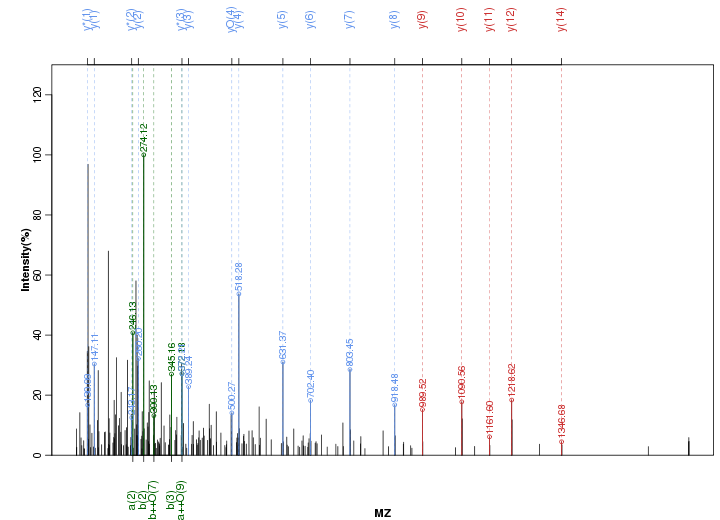 y*(1)
y(1)
y*(2)
y(2)
y*(3)
y(3)
yO(4)
y(4)
y(5)
y(6)
y(7)
y(8)
y(9)
y(10)
y(11)
y(12)
y(14)
Intensity(%)
0
20
40
60
80
100
120
147.11
246.13
274.12
345.16
372.18
389.24
399.13
500.27
518.28
631.37
702.40
803.45
918.48
989.52
1090.56
1161.60
1218.62
1346.68
a(2)
b(2)
b++O(7)
b(3)
a++O(9)
MZ